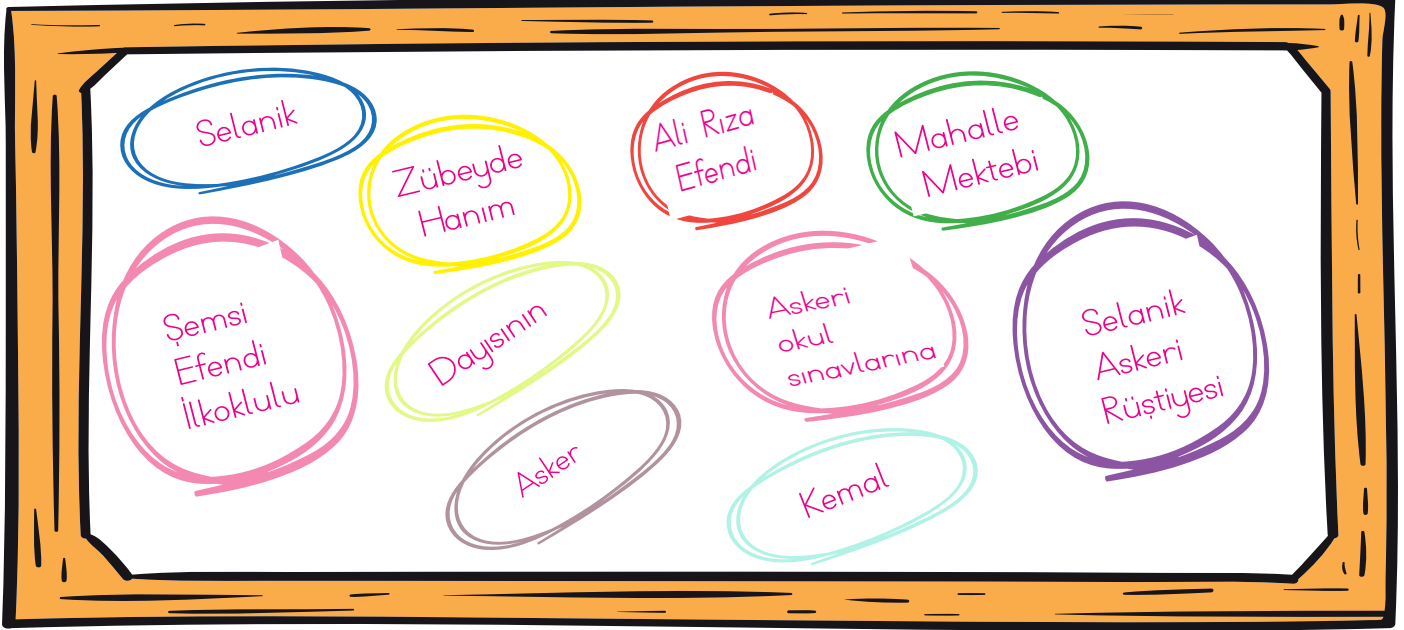 Selanik
Zübeyde
Hanım
Ali Rıza
Efendi
Mahalle
Mektebi
Şemsi
Efendi
İlkoklulu
Dayısının
Askeri
okul
sınavlarına
Selanik
Askeri
Rüştiyesi
Asker
Kemal